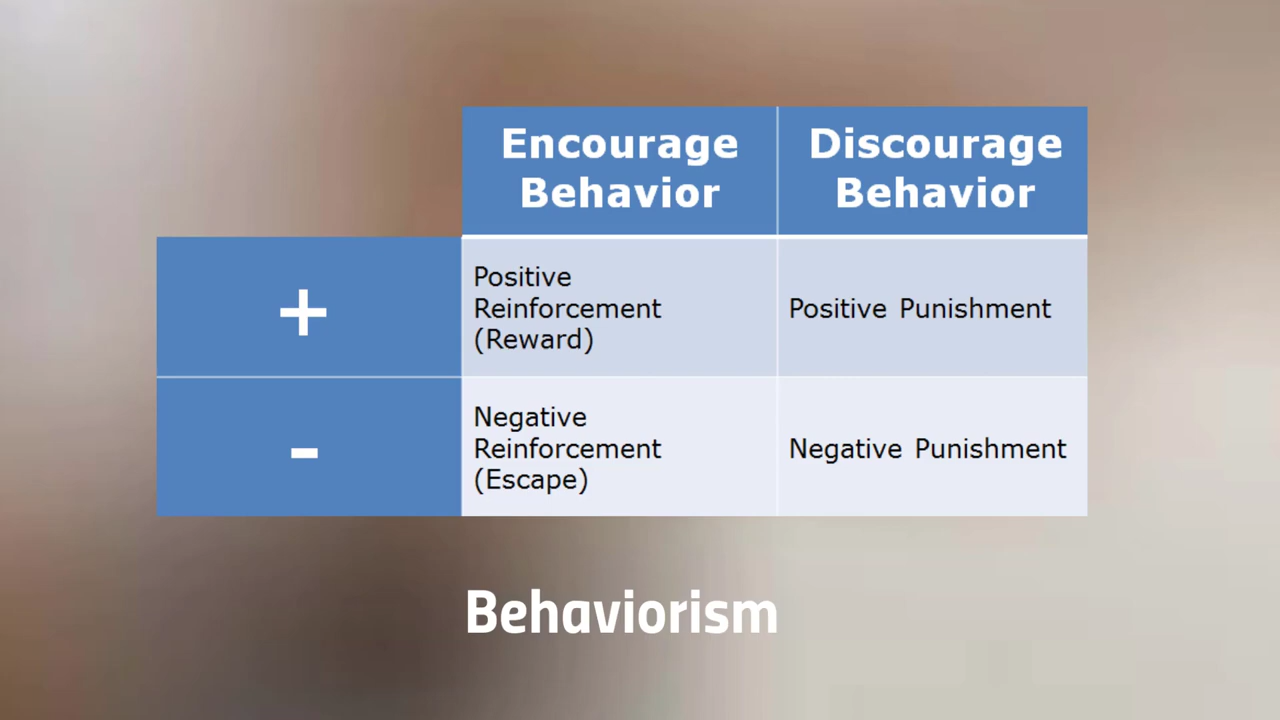 Encourage Discourage
Behavior Behavior
+
Positive
Reinforcement
(Reward)
Positive Punishment
-
Negative
Reinforcement
(Escape)
Negative Punishment
Behaviorism